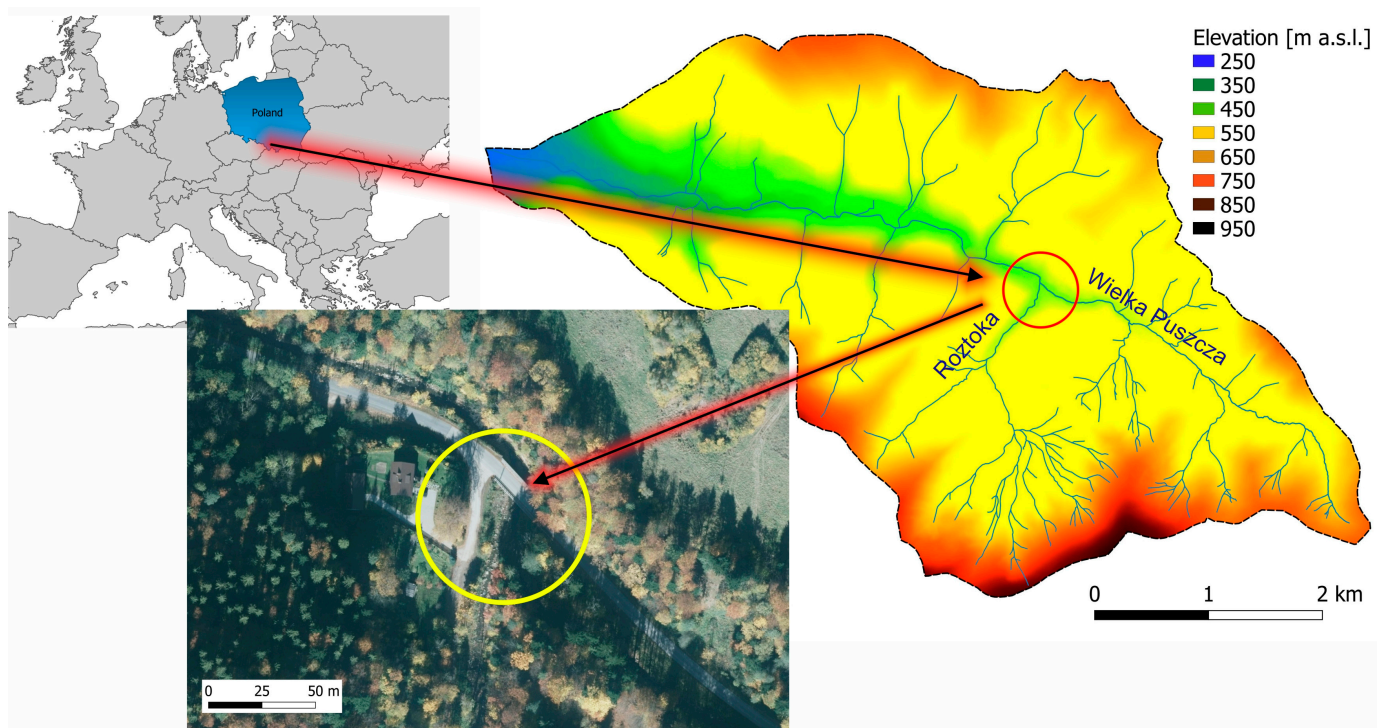 Poland
Elevation [m a.s.l.]
250
350
450
550
650
750
850
950
Wielka Puszcza
Roztoka
0 1 2 km
0 25 50 m